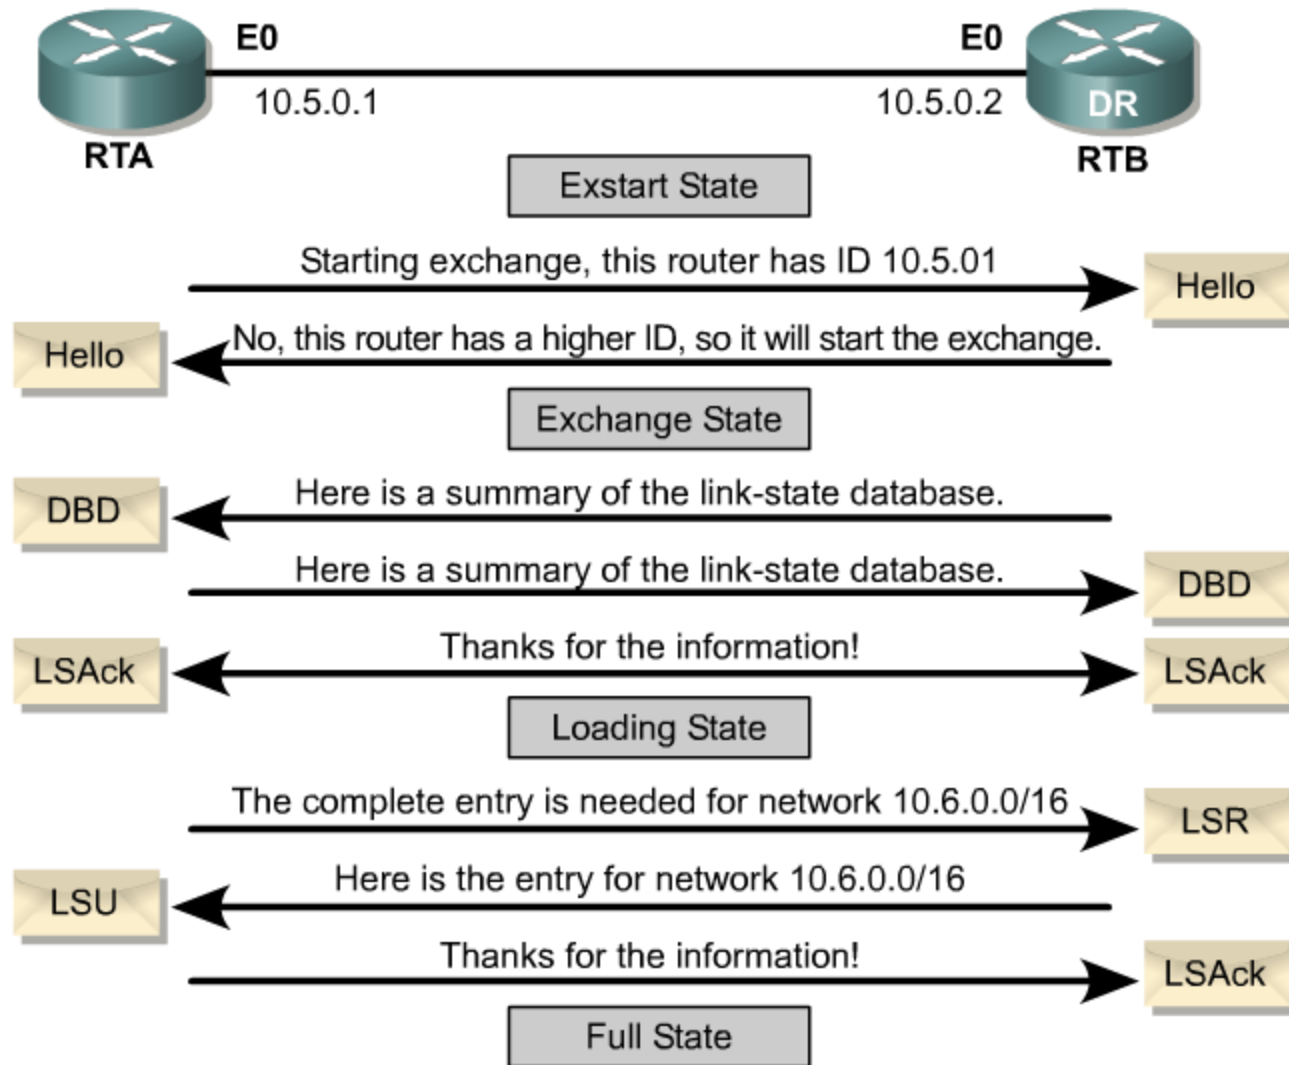 E0
E0
10.5.0.1
10.5.0.2
DR
RTA
RTB
Exstart State
Starting exchange, this router has ID 10.5.01
Hello
No, this router has a higher ID, so it will start the exchange.
Hello
Exchange State
Here is a summary of the link-state database.
DBD
Here is a summary of the link-state database.
DBD
Thanks for the information!
LSAck
LSAck
Loading State
The complete entry is needed for network 10.6.0.0/16
LSR
Here is the entry for network 10.6.0.0/16
LSU
Thanks for the information!
LSAck
Full State